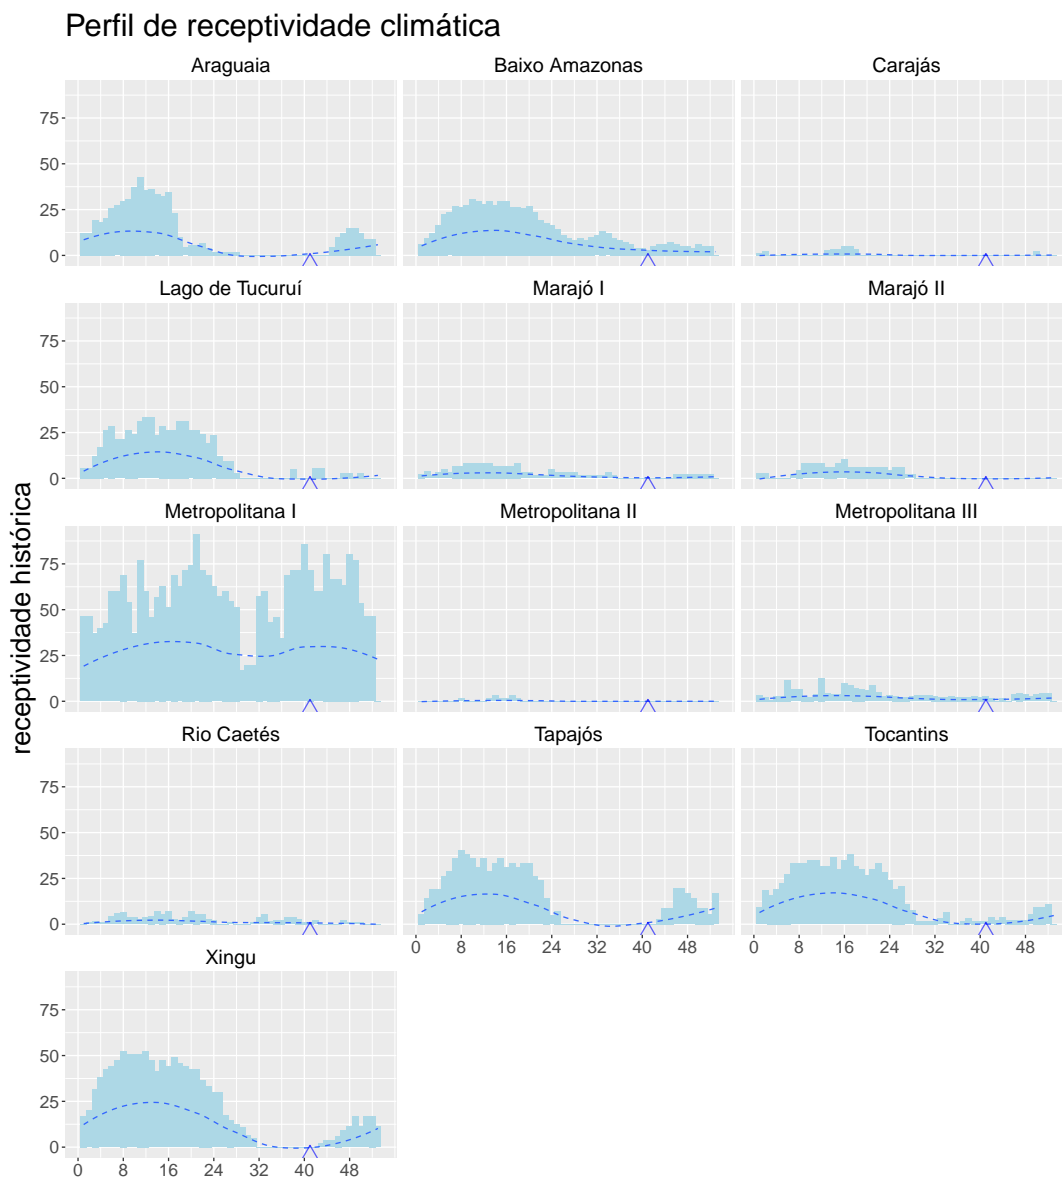 Perfil de receptividade climática
Araguaia Baixo Amazonas Carajás
75
50
25
0
Lago de Tucuruí Marajó I Marajó II
75
50
25
0
receptividade histórica
Metropolitana I Metropolitana II Metropolitana III
75
50
25
0
Rio Caetés Tapajós Tocantins
75
50
25
0
0 8 16 24 32 40 48 0 8 16 24 32 40 48
Xingu
75
50
25
0
0 8 16 24 32 40 48